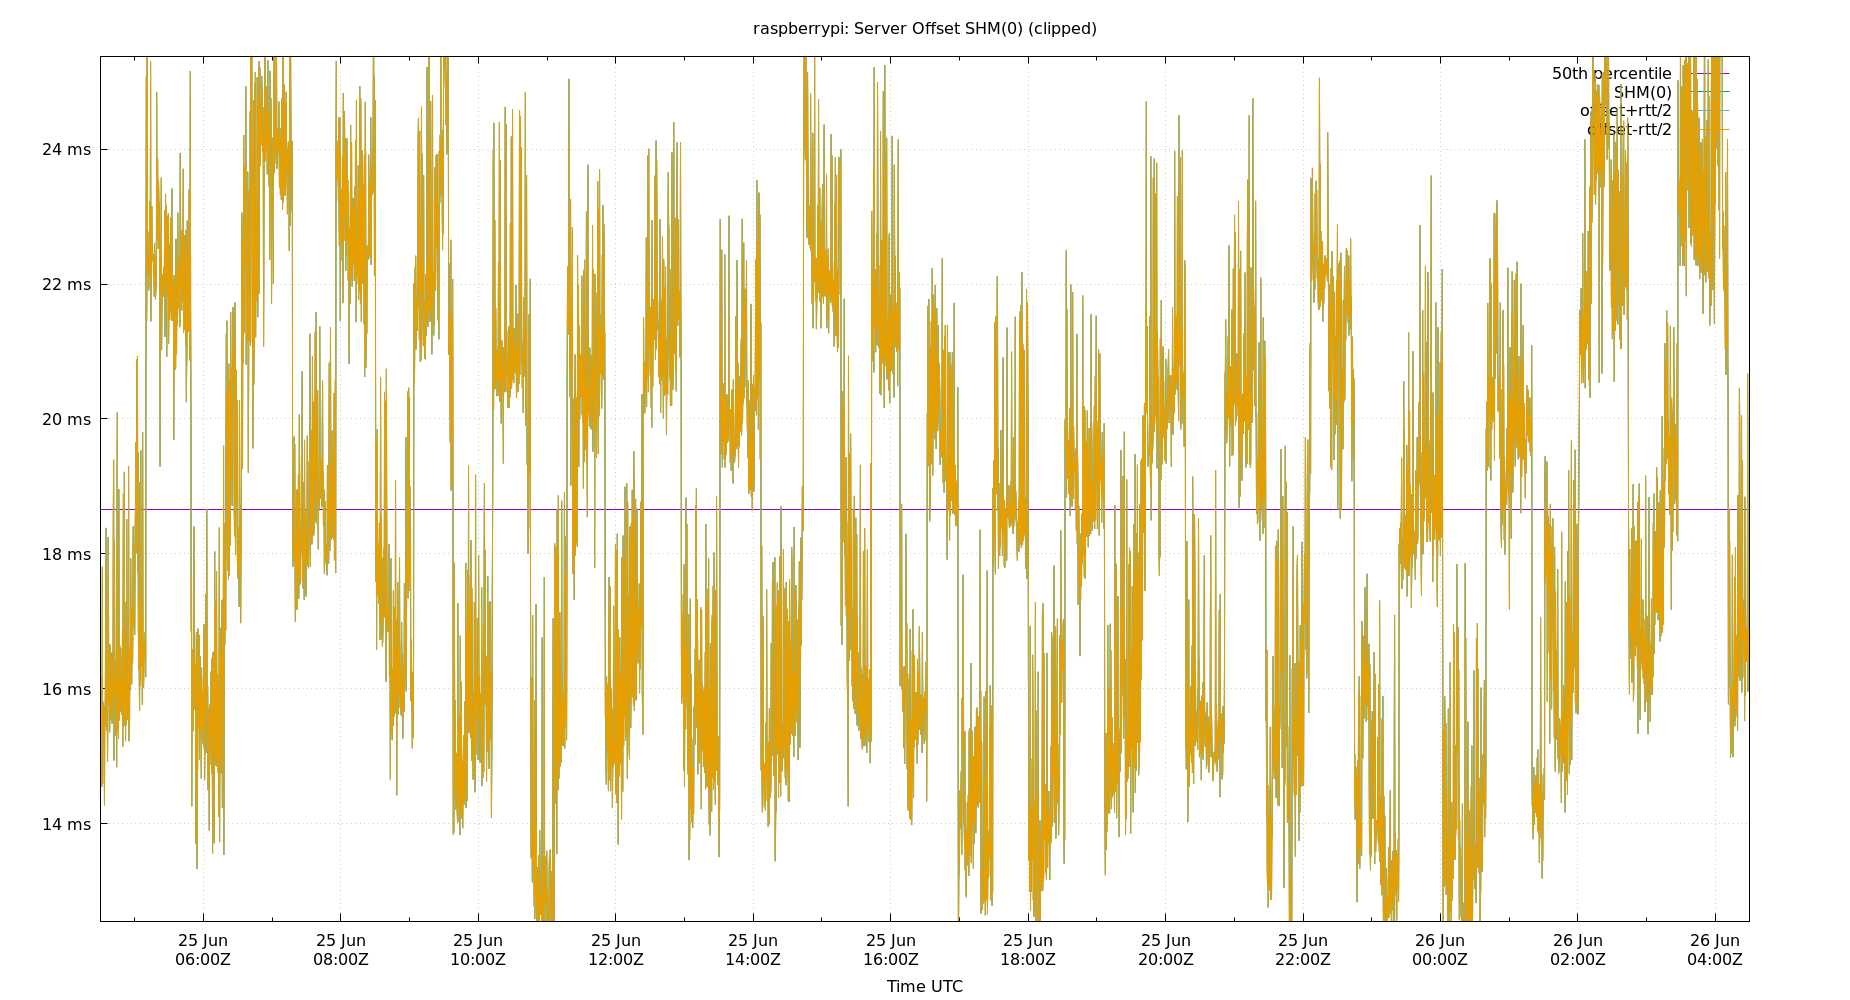 raspberrypi: Server Offset SHM(0) (clipped)
50th percentile
SHM(0)
offset+rtt/2
offset-rtt/2
24 ms
22 ms
20 ms
18 ms
16 ms
14 ms
25 Jun 25 Jun 25 Jun 25 Jun 25 Jun 25 Jun 25 Jun 25 Jun 25 Jun 26 Jun 26 Jun 26 Jun
06:00Z 08:00Z 10:00Z 12:00Z 14:00Z 16:00Z 18:00Z 20:00Z 22:00Z 00:00Z 02:00Z 04:00Z
Time UTC